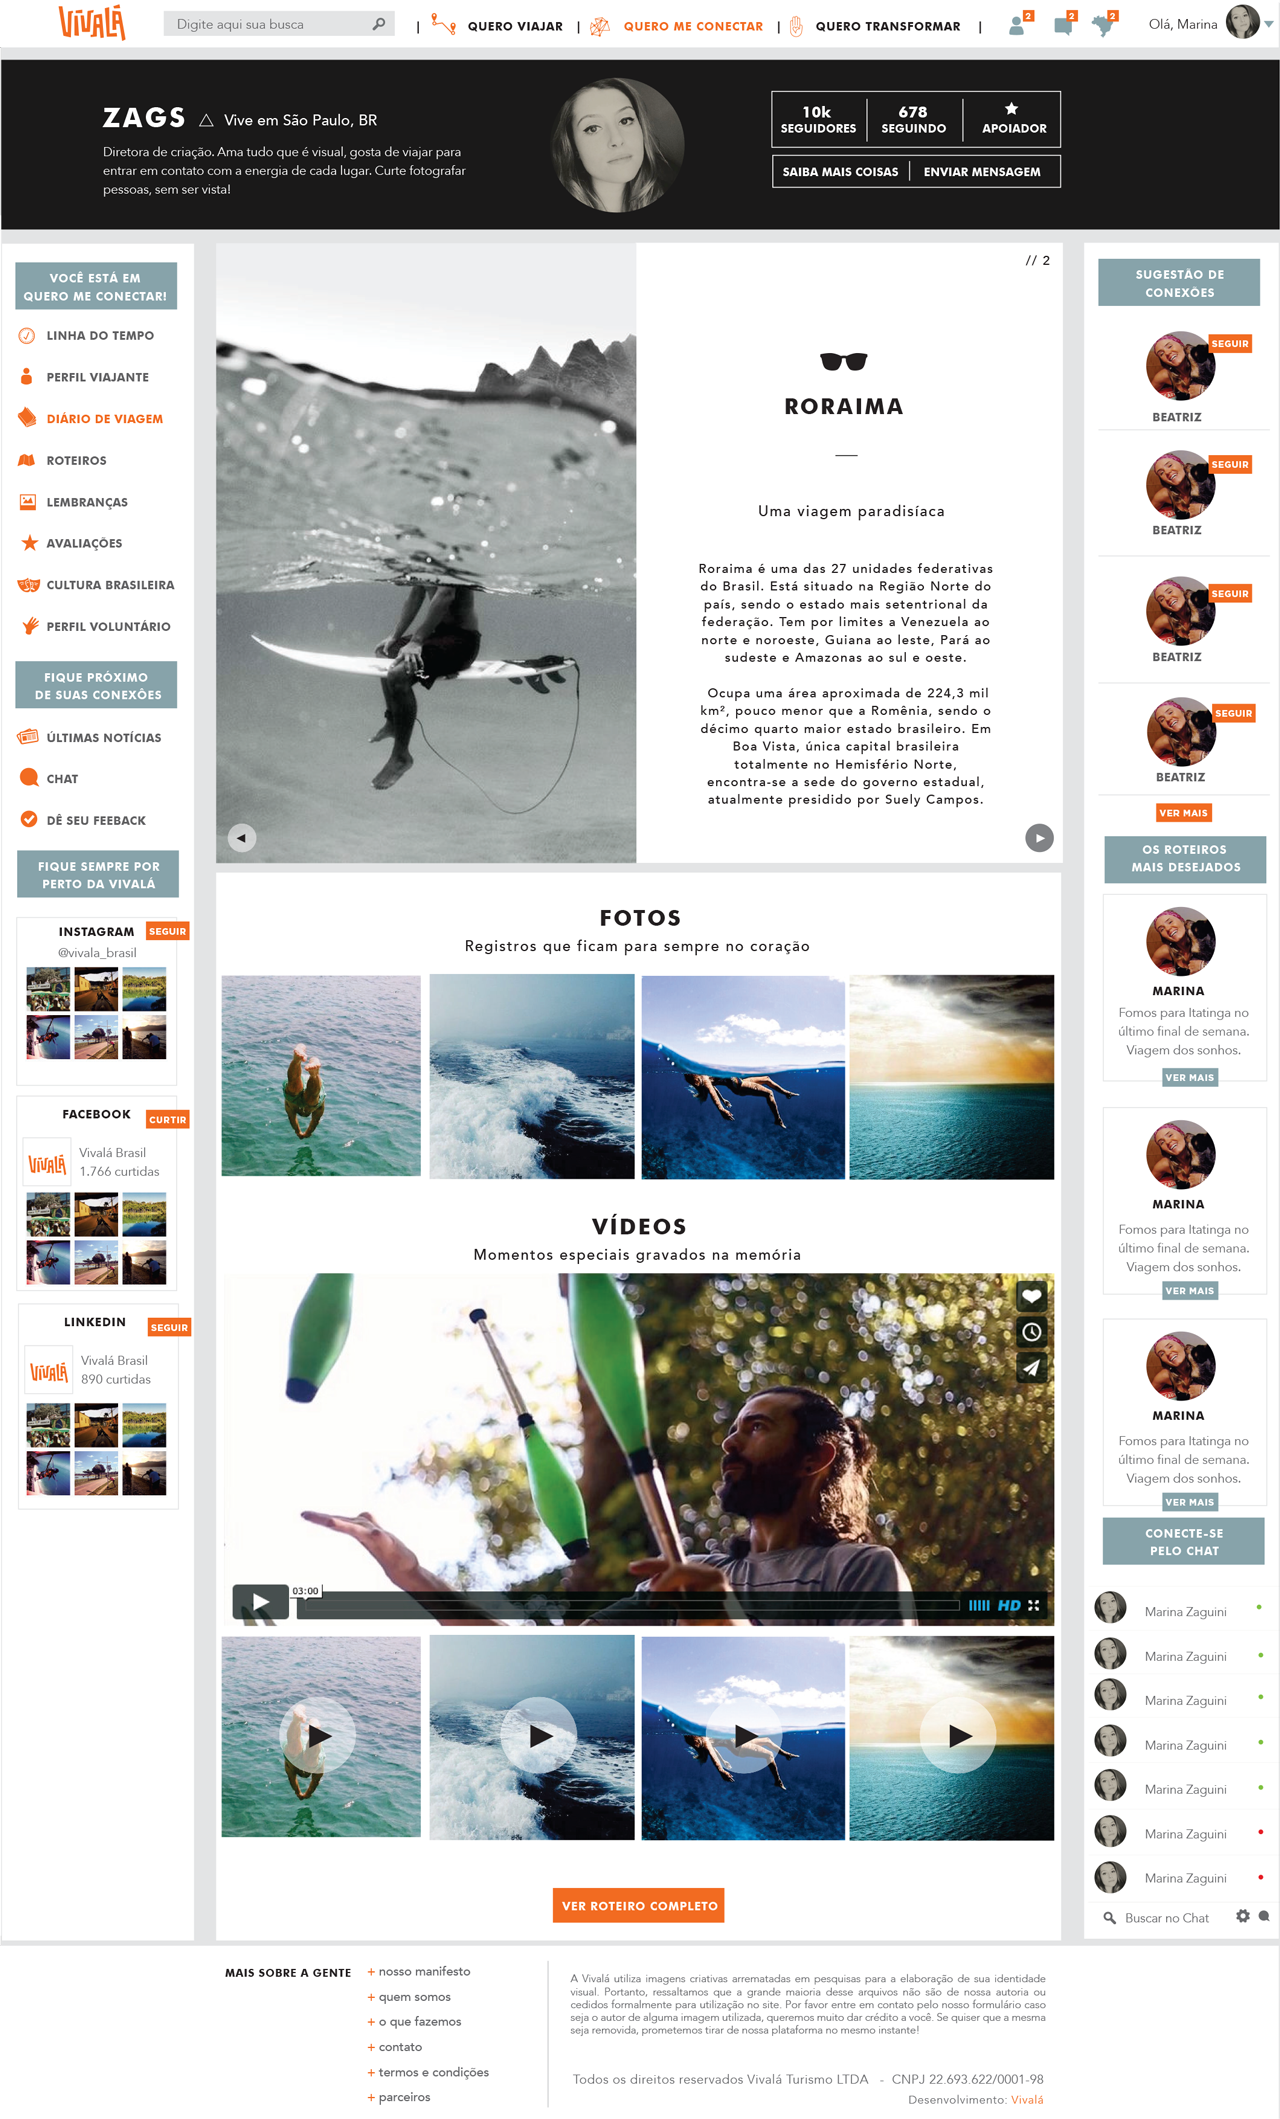 VIVALÁ
Digite aqui sua busca
| QUERO VIAJAR | QUERO ME CONECTAR | QUERO TRANSFORMAR |
2 2 2
Olá, Marina
ZAGS Vive em São Paulo, BR
Diretora de criação. Ama tudo que é visual, gosta de viajar para
entrar em contato com a energia de cada lugar. Curte fotografar
pessoas, sem ser vista!
10k 678
SEGUIDORES SEGUINDO APOIADOR
SAIBA MAIS COISAS ENVIAR MENSAGEM
VOCÊ ESTÁ EM
QUERO ME CONECTAR!
LINHA DO TEMPO
PERFIL VIAJANTE
DIÁRIO DE VIAGEM
ROTEIROS
LEMBRANÇAS
AVALIAÇÕES
CULTURA BRASILEIRA
PERFIL VOLUNTÁRIO
FIQUE PRÓXIMO
DE SUAS CONEXÕES
ÚLTIMAS NOTÍCIAS
CHAT
DÊ SEU FEEBACK
FIQUE SEMPRE POR
PERTO DA VIVALÁ
INSTAGRAM
SEGUIR
@vivala_brasil
FACEBOOK
CURTIR
VIVALÁ
Vivalá Brasil
1.766 curtidas
LINKEDIN
SEGUIR
VIVALÁ
Vivalá Brasil
890 curtidas
// 2
RORAIMA
Uma viagem paradisíaca
Roraima é uma das 27 unidades federativas
do Brasil. Está situado na Região Norte do
país, sendo o estado mais setentrional da
federação. Tem por limites a Venezuela ao
norte e noroeste, Guiana ao leste, Pará ao
sudeste e Amazonas ao sul e oeste.
Ocupa uma área aproximada de 224,3 mil
km², pouco menor que a Romênia, sendo o
décimo quarto maior estado brasileiro. Em
Boa Vista, única capital brasileira
totalmente no Hemisfério Norte,
encontra-se a sede do governo estadual,
atualmente presidido por Suely Campos.
FOTOS
Registros que ficam para sempre no coração
VÍDEOS
Momentos especiais gravados na memória
03:00
HD
VER ROTEIRO COMPLETO
SUGESTÃO DE
CONEXÕES
SEGUIR
BEATRIZ
SEGUIR
BEATRIZ
SEGUIR
BEATRIZ
SEGUIR
BEATRIZ
VER MAIS
OS ROTEIROS
MAIS DESEJADOS
MARINA
Fomos para Itatinga no
último final de semana.
Viagem dos sonhos.
VER MAIS
MARINA
Fomos para Itatinga no
último final de semana.
Viagem dos sonhos.
VER MAIS
MARINA
Fomos para Itatinga no
último final de semana.
Viagem dos sonhos.
VER MAIS
CONECTE-SE
PELO CHAT
Marina Zaguini
Marina Zaguini
Marina Zaguini
Marina Zaguini
Marina Zaguini
Marina Zaguini
Marina Zaguini
Buscar no Chat
MAIS SOBRE A GENTE
+ nosso manifesto
+ quem somos
+ o que fazemos
+ contato
+ termos e condições
+ parceiros
A Vivalá utiliza imagens criativas arrematadas em pesquisas para a elaboração de sua identidade
visual. Portanto, ressaltamos que a grande maioria desse arquivos não são de nossa autoria ou
cedidos formalmente para utilização no site. Por favor entre em contato pelo nosso formulário caso
seja o autor de alguma imagem utilizada, queremos muito dar crédito a você. Se quiser que a mesma
seja removida, prometemos tirar de nossa plataforma no mesmo instante!
Todos os direitos reservados Vivalá Turismo LTDA - CNPJ 22.693.622/0001-98
Desenvolvimento: Vivalá